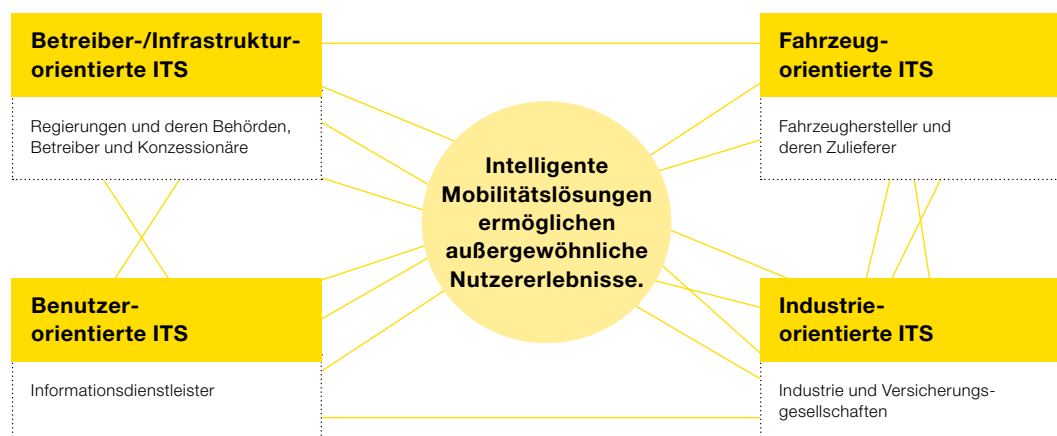 Betreiber-/Infrastruktur-
orientierte ITS
Regierungen und deren Behörden,
Betreiber und Konzessionäre
Fahrzeug-
orientierte ITS
Fahrzeughersteller und
deren Zulieferer
Intelligente
Mobilitätslösungen
ermöglichen
außergewöhnliche
Nutzererlebnisse.
Benutzer-
orientierte ITS
Informationsdienstleister
Industrie-
orientierte ITS
Industrie und Versicherungs-
gesellschaften